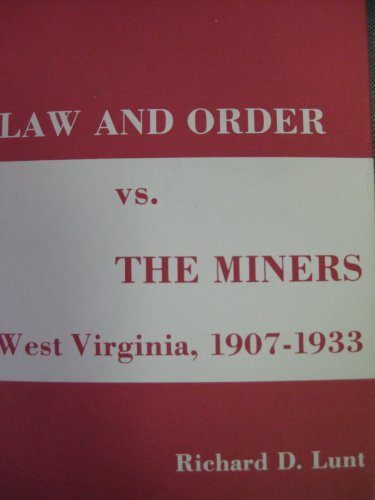 LAW AND ORDER
vs.
THE MINERS
West Virginia, 1907-1933
Richard D. Lunt